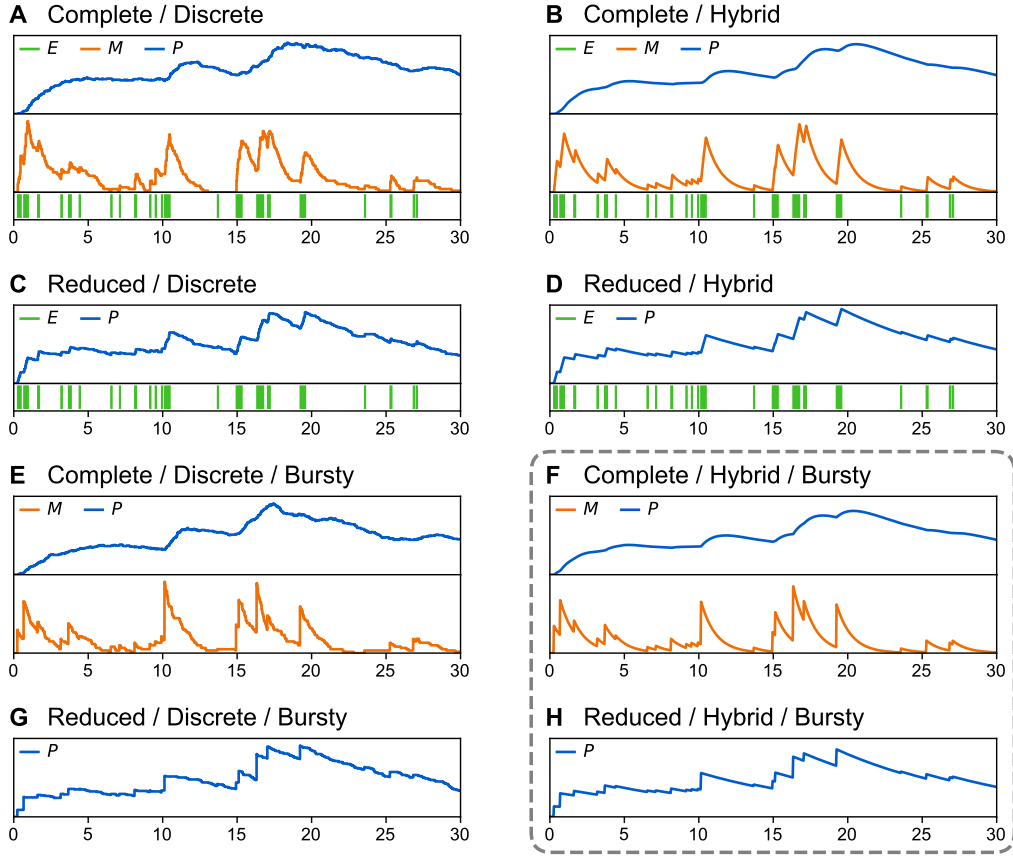 A Complete / Discrete
E M P
0 5 10 15 20 25 30
B Complete / Hybrid
E M P
0 5 10 15 20 25 30
C Reduced / Discrete
E P
0 5 10 15 20 25 30
D Reduced / Hybrid
E P
0 5 10 15 20 25 30
E Complete / Discrete / Bursty
M P
0 5 10 15 20 25 30
F Complete / Hybrid / Bursty
M P
0 5 10 15 20 25 30
G Reduced / Discrete / Bursty
P
0 5 10 15 20 25 30
H Reduced / Hybrid / Bursty
P
0 5 10 15 20 25 30